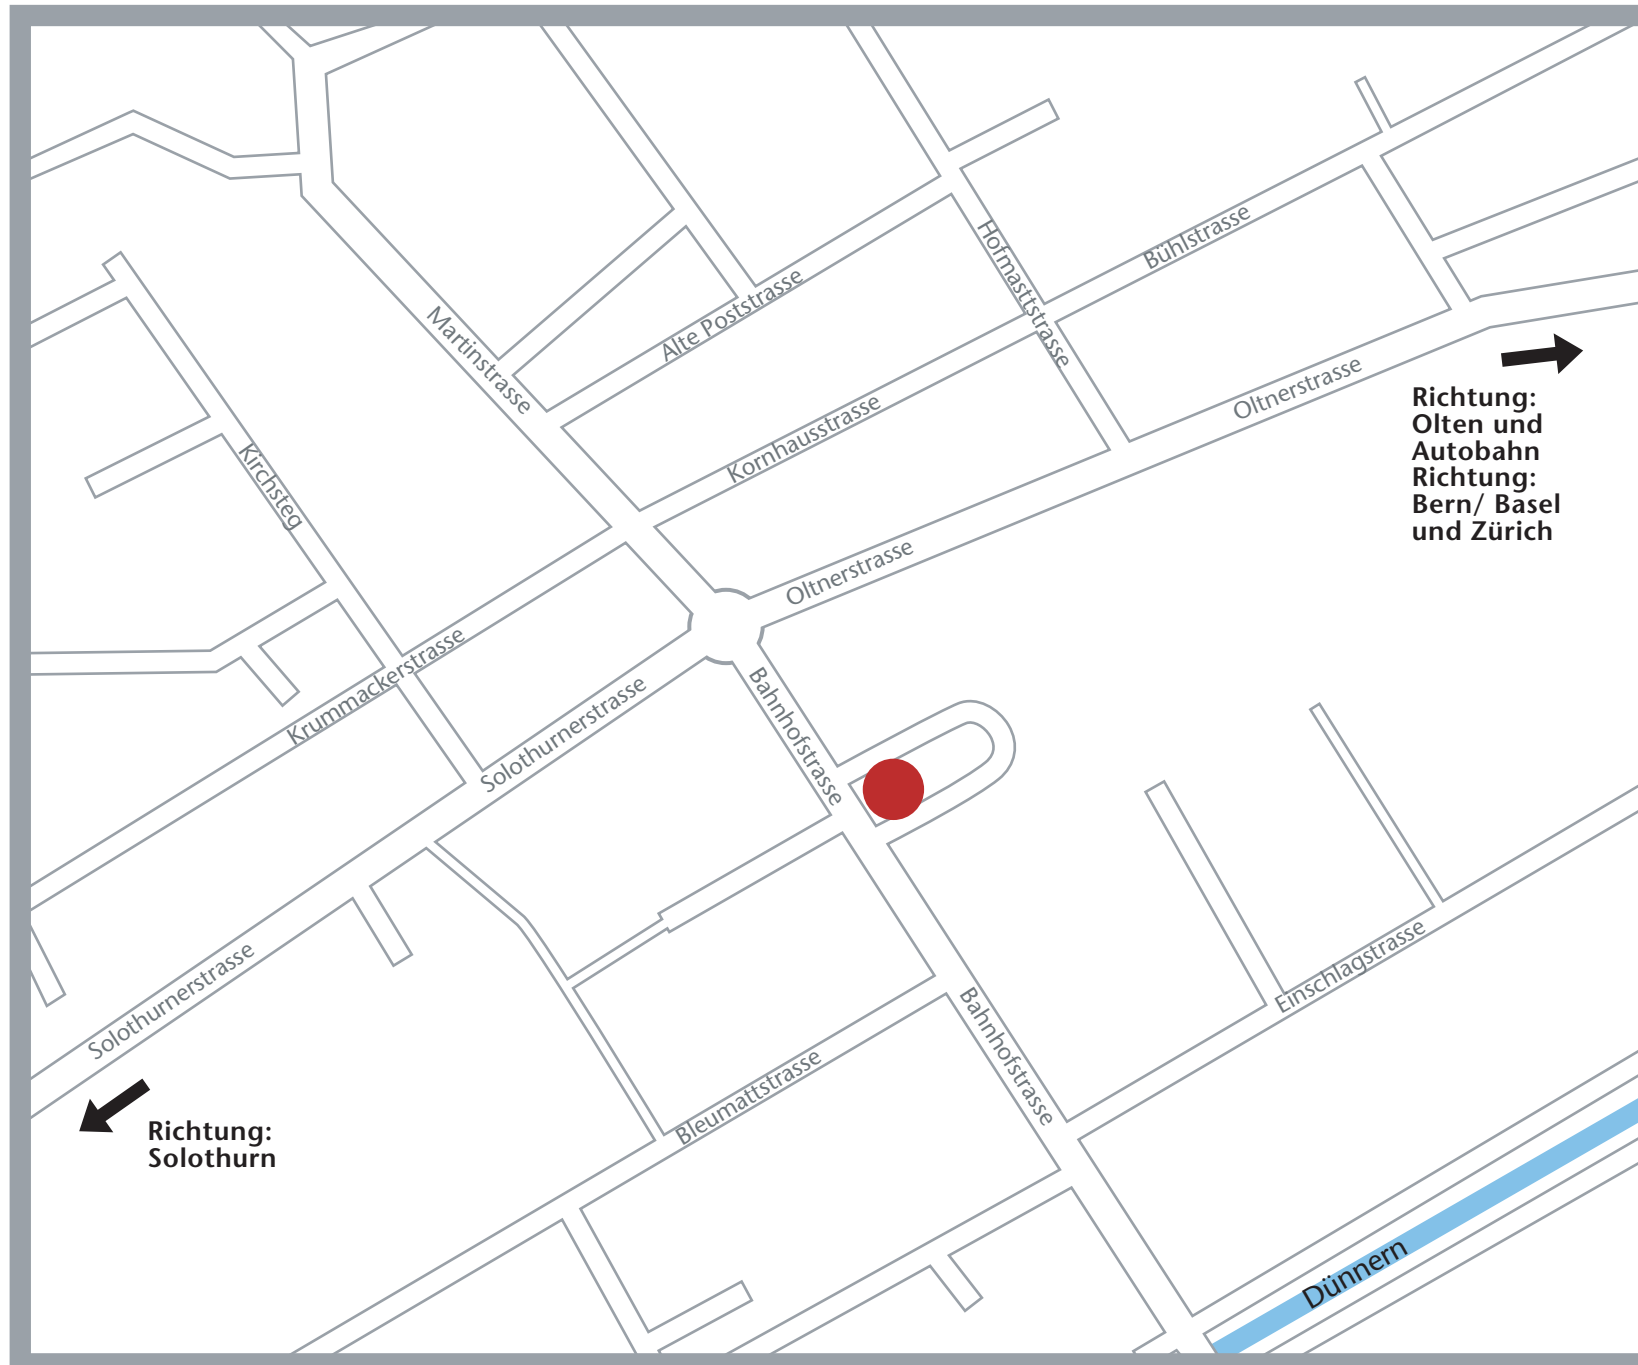 Hofmasttstrasse
Bühlstrasse
Alte Poststrasse
Martinstrasse
Kornhausstrasse
Oltnerstrasse
Richtung:
Olten und
Autobahn
Richtung:
Bern/ Basel
und Zürich
Kirchsteg
Oltnerstrasse
Krummackerstrasse
Solothurnerstrasse
Bahnhofstrasse
Einschlagstrasse
Solothurnerstrasse
Bahnhofstrasse
Bleumattstrasse
Richtung:
Solothurn
Dünnern